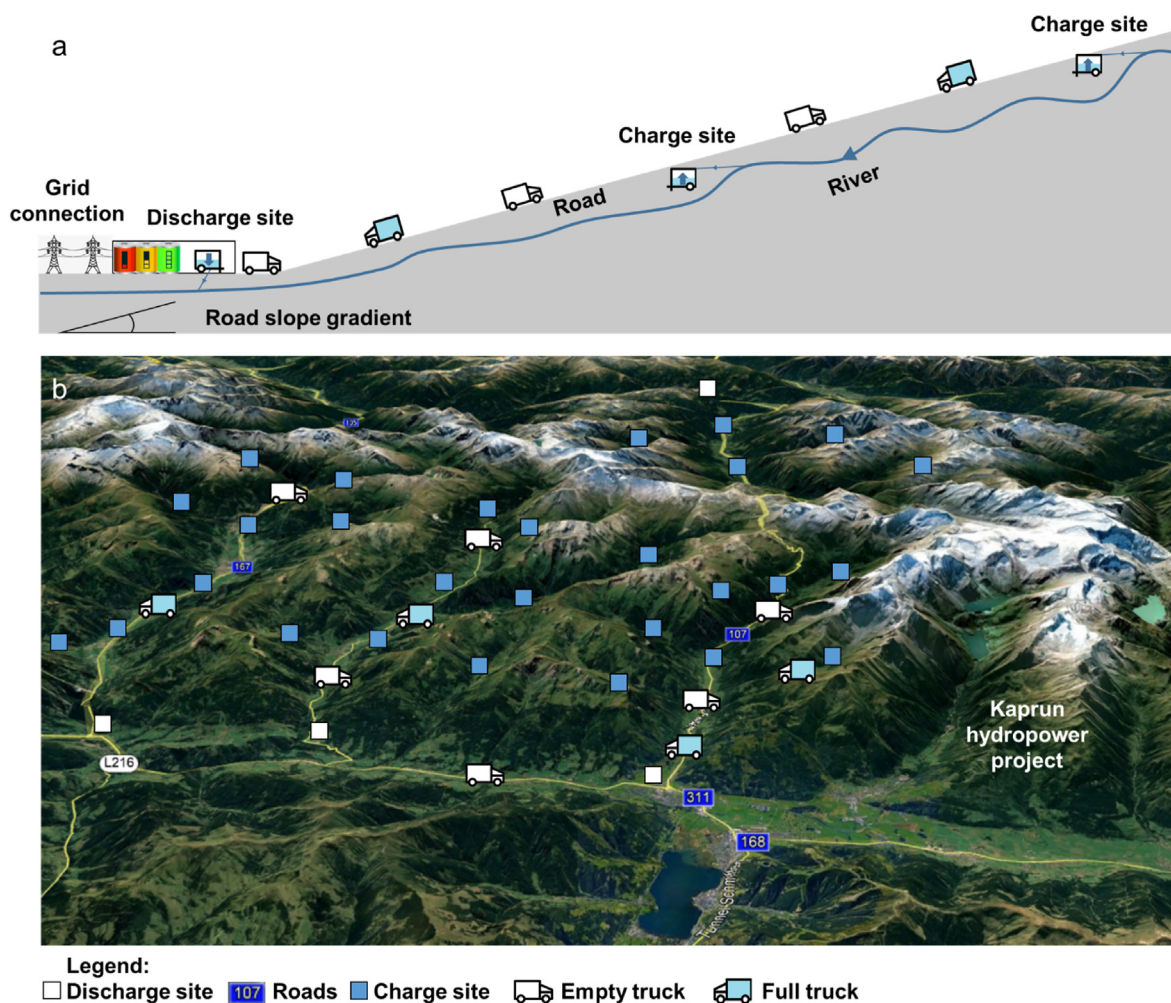 a
Charge site
Charge site
River
Road
Grid
connection
Discharge site
Road slope gradient
b
167
107
Kaprun
hydropower
project
L216
311
168
Legend:
Discharge site 107 Roads Charge site Empty truck Full truck